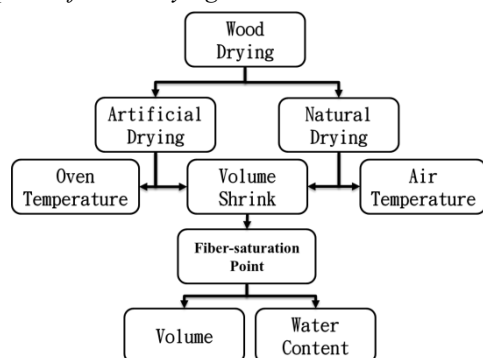 Wood
Drying
Artificial
Drying
Natural
Drying
Oven
Temperature
Volume
Shrink
Air
Temperature
Fiber-saturation
Point
Volume
Water
Content